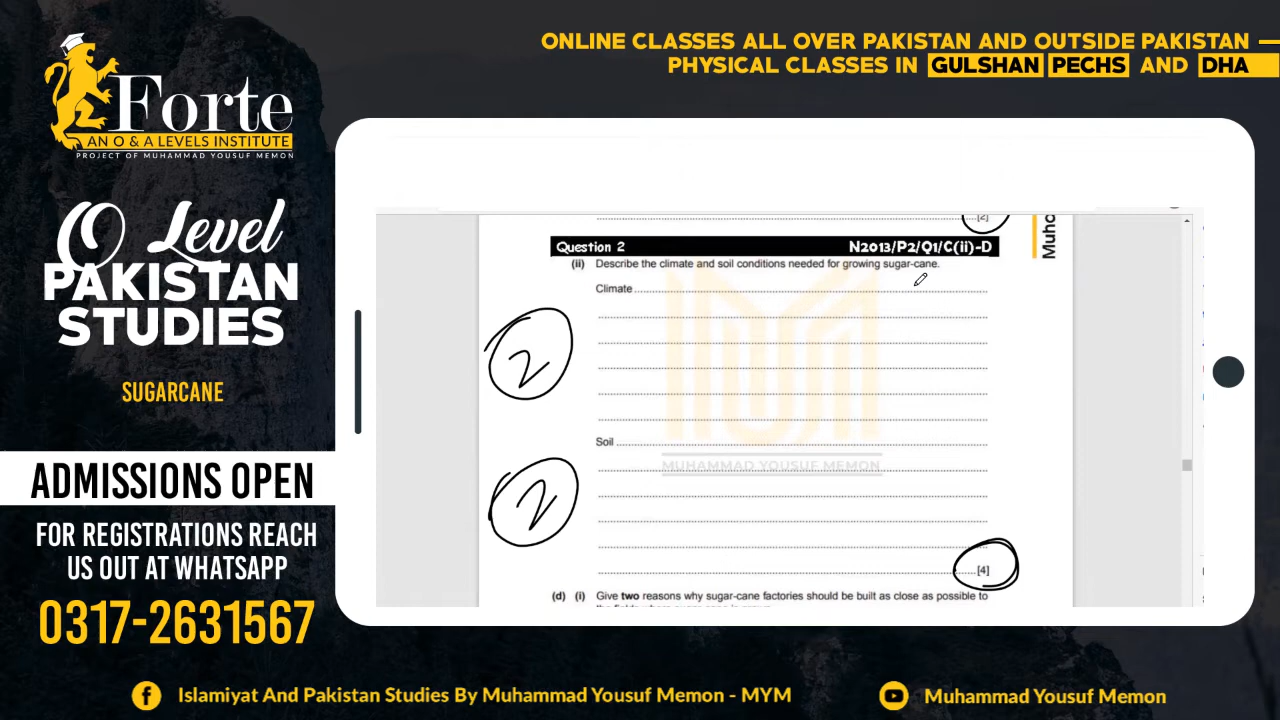 Forte
AN O & A LEVELS INSTITUTE
PROJECT OF MUHAMMAD YOUSUF MEMON
ONLINE CLASSES ALL OVER PAKISTAN AND OUTSIDE PAKISTAN
PHYSICAL CLASSES IN GULSHAN PECHS AND DHA
O Level
PAKISTAN
STUDIES
SUGARCANE
ADMISSIONS OPEN
FOR REGISTRATIONS REACH
US OUT AT WHATSAPP
0317-2631567
[2]
Muho
Question 2 N2013/P2/Q1/C(ii)-D
(ii) Describe the climate and soil conditions needed for growing sugar-cane.
Climate
2
Soil
MUHAMMAD YOUSUF MEMON
2
[4]
(d) (i) Give two reasons why sugar-cane factories should be built as close as possible to
Islamiyat And Pakistan Studies By Muhammad Yousuf Memon - MYM
Muhammad Yousuf Memon